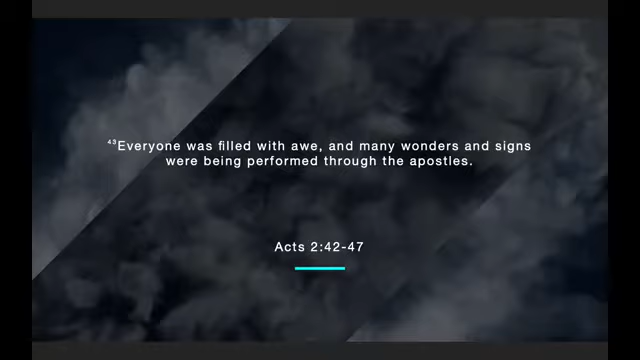 ⁴³Everyone was filled with awe, and many wonders and signs
were being performed through the apostles.
Acts 2:42-47